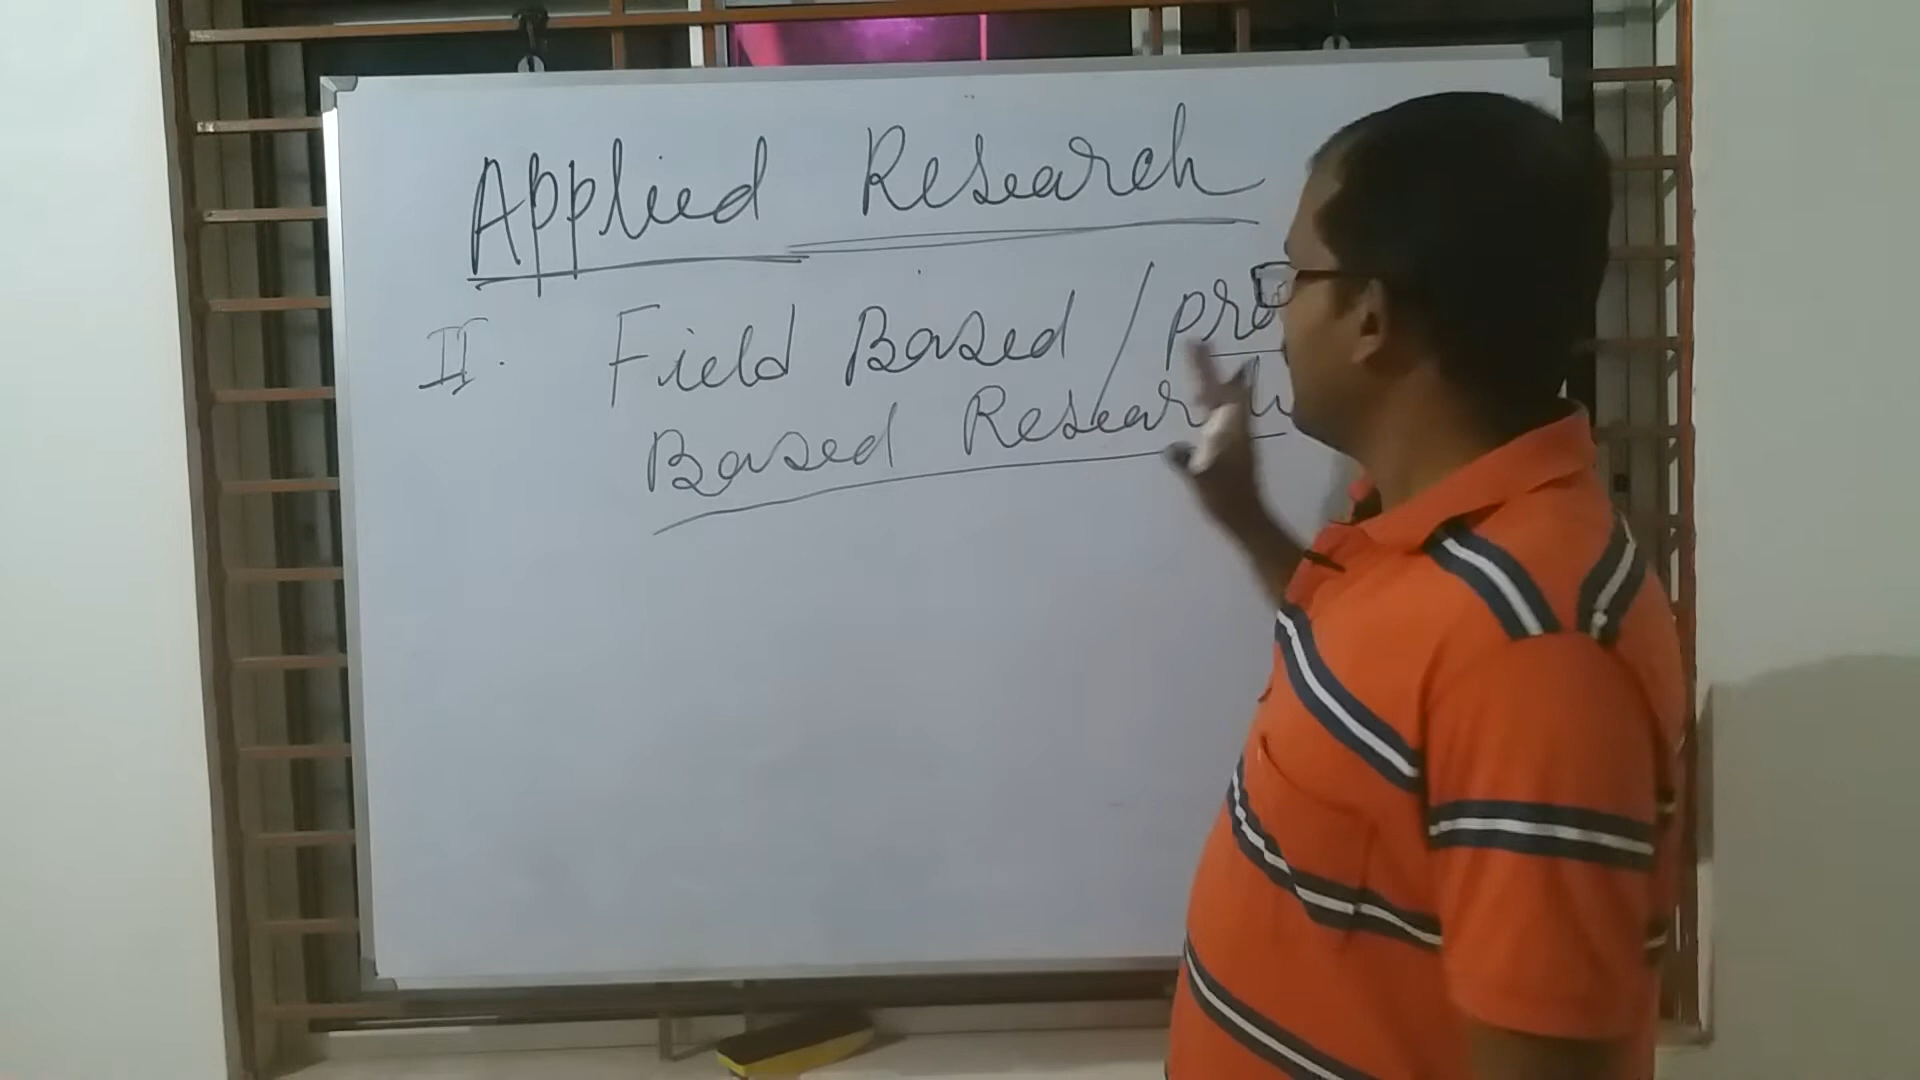 Applied Research
II. Field Based /
Based Research